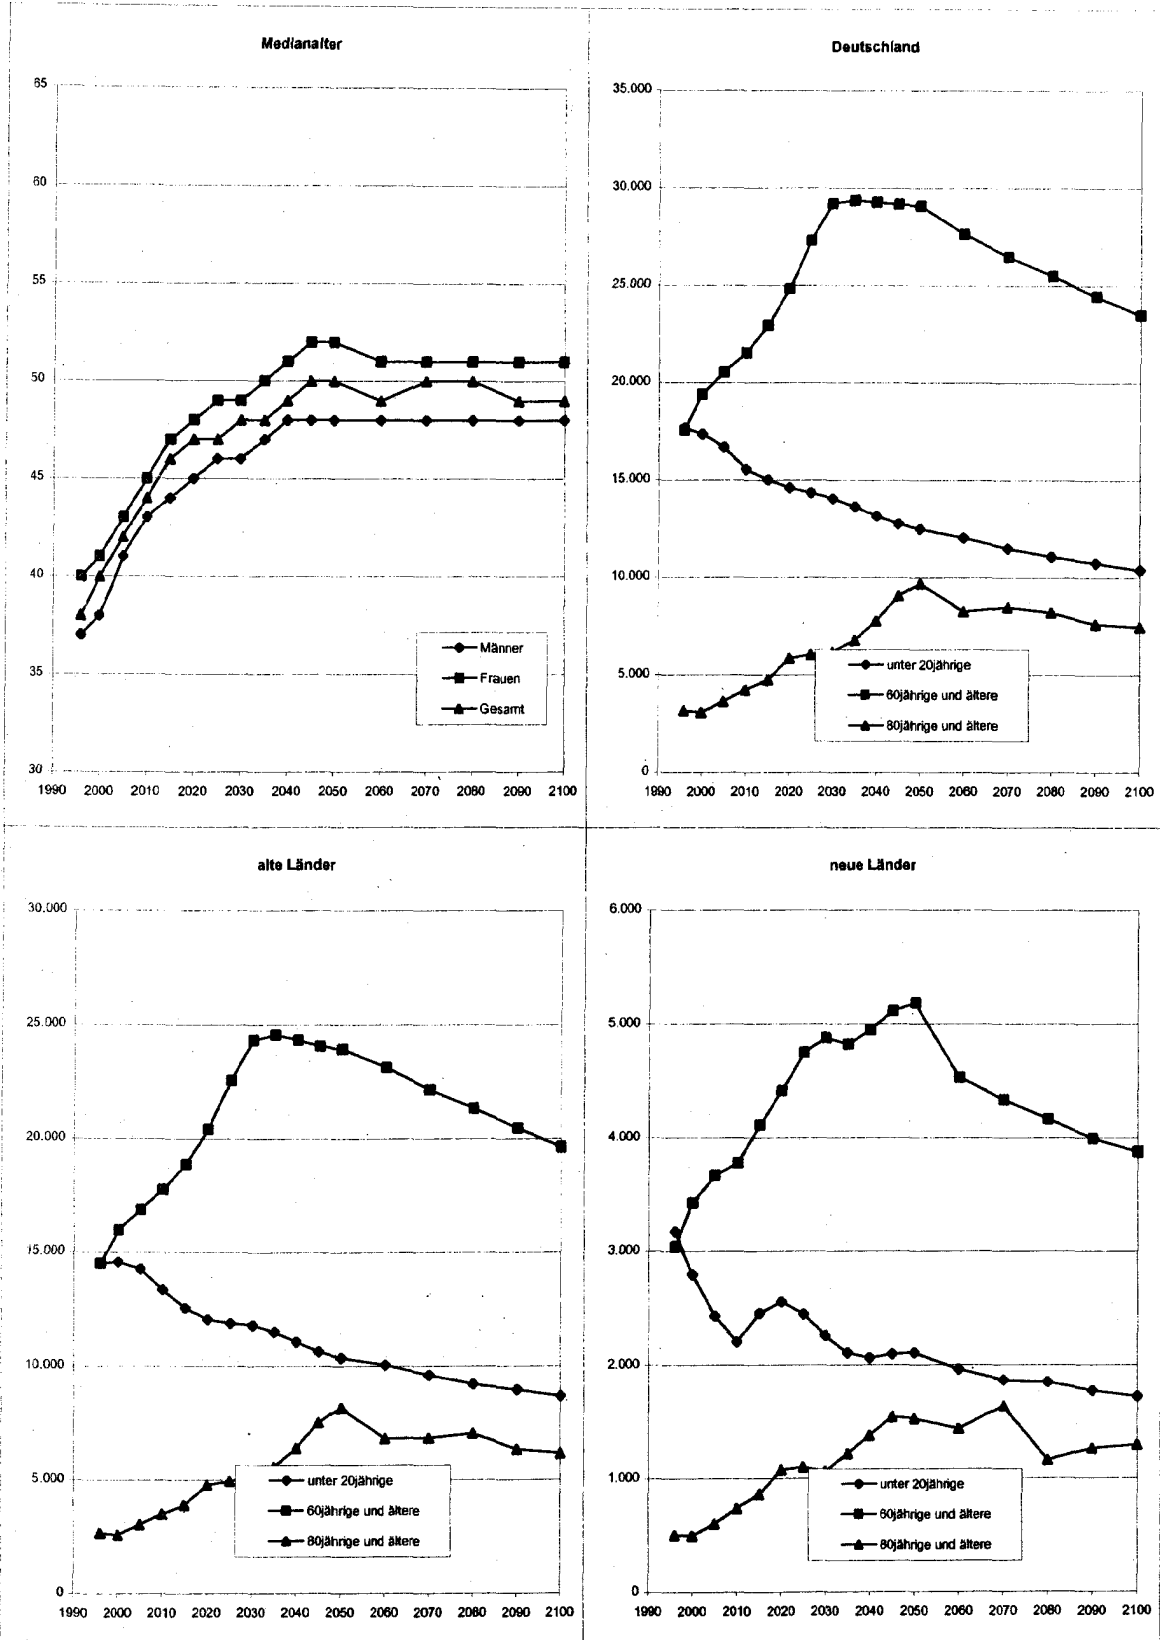 Medianalter
65
60
55
50
45
40
35
30
1990 2000 2010 2020 2030 2040 2050 2060 2070 2080 2090 2100
Männer
Frauen
Gesamt
Deutschland
35.000
30.000
25.000
20.000
15.000
10.000
5.000
0
1990 2000 2010 2020 2030 2040 2050 2060 2070 2080 2090 2100
unter 20jährige
60jährige und ältere
80jährige und ältere
alte Länder
30.000
25.000
20.000
15.000
10.000
5.000
0
1990 2000 2010 2020 2030 2040 2050 2060 2070 2080 2090 2100
unter 20jährige
60jährige und ältere
80jährige und ältere
neue Länder
6.000
5.000
4.000
3.000
2.000
1.000
0
1990 2000 2010 2020 2030 2040 2050 2060 2070 2080 2090 2100
unter 20jährige
60jährige und ältere
80jährige und ältere